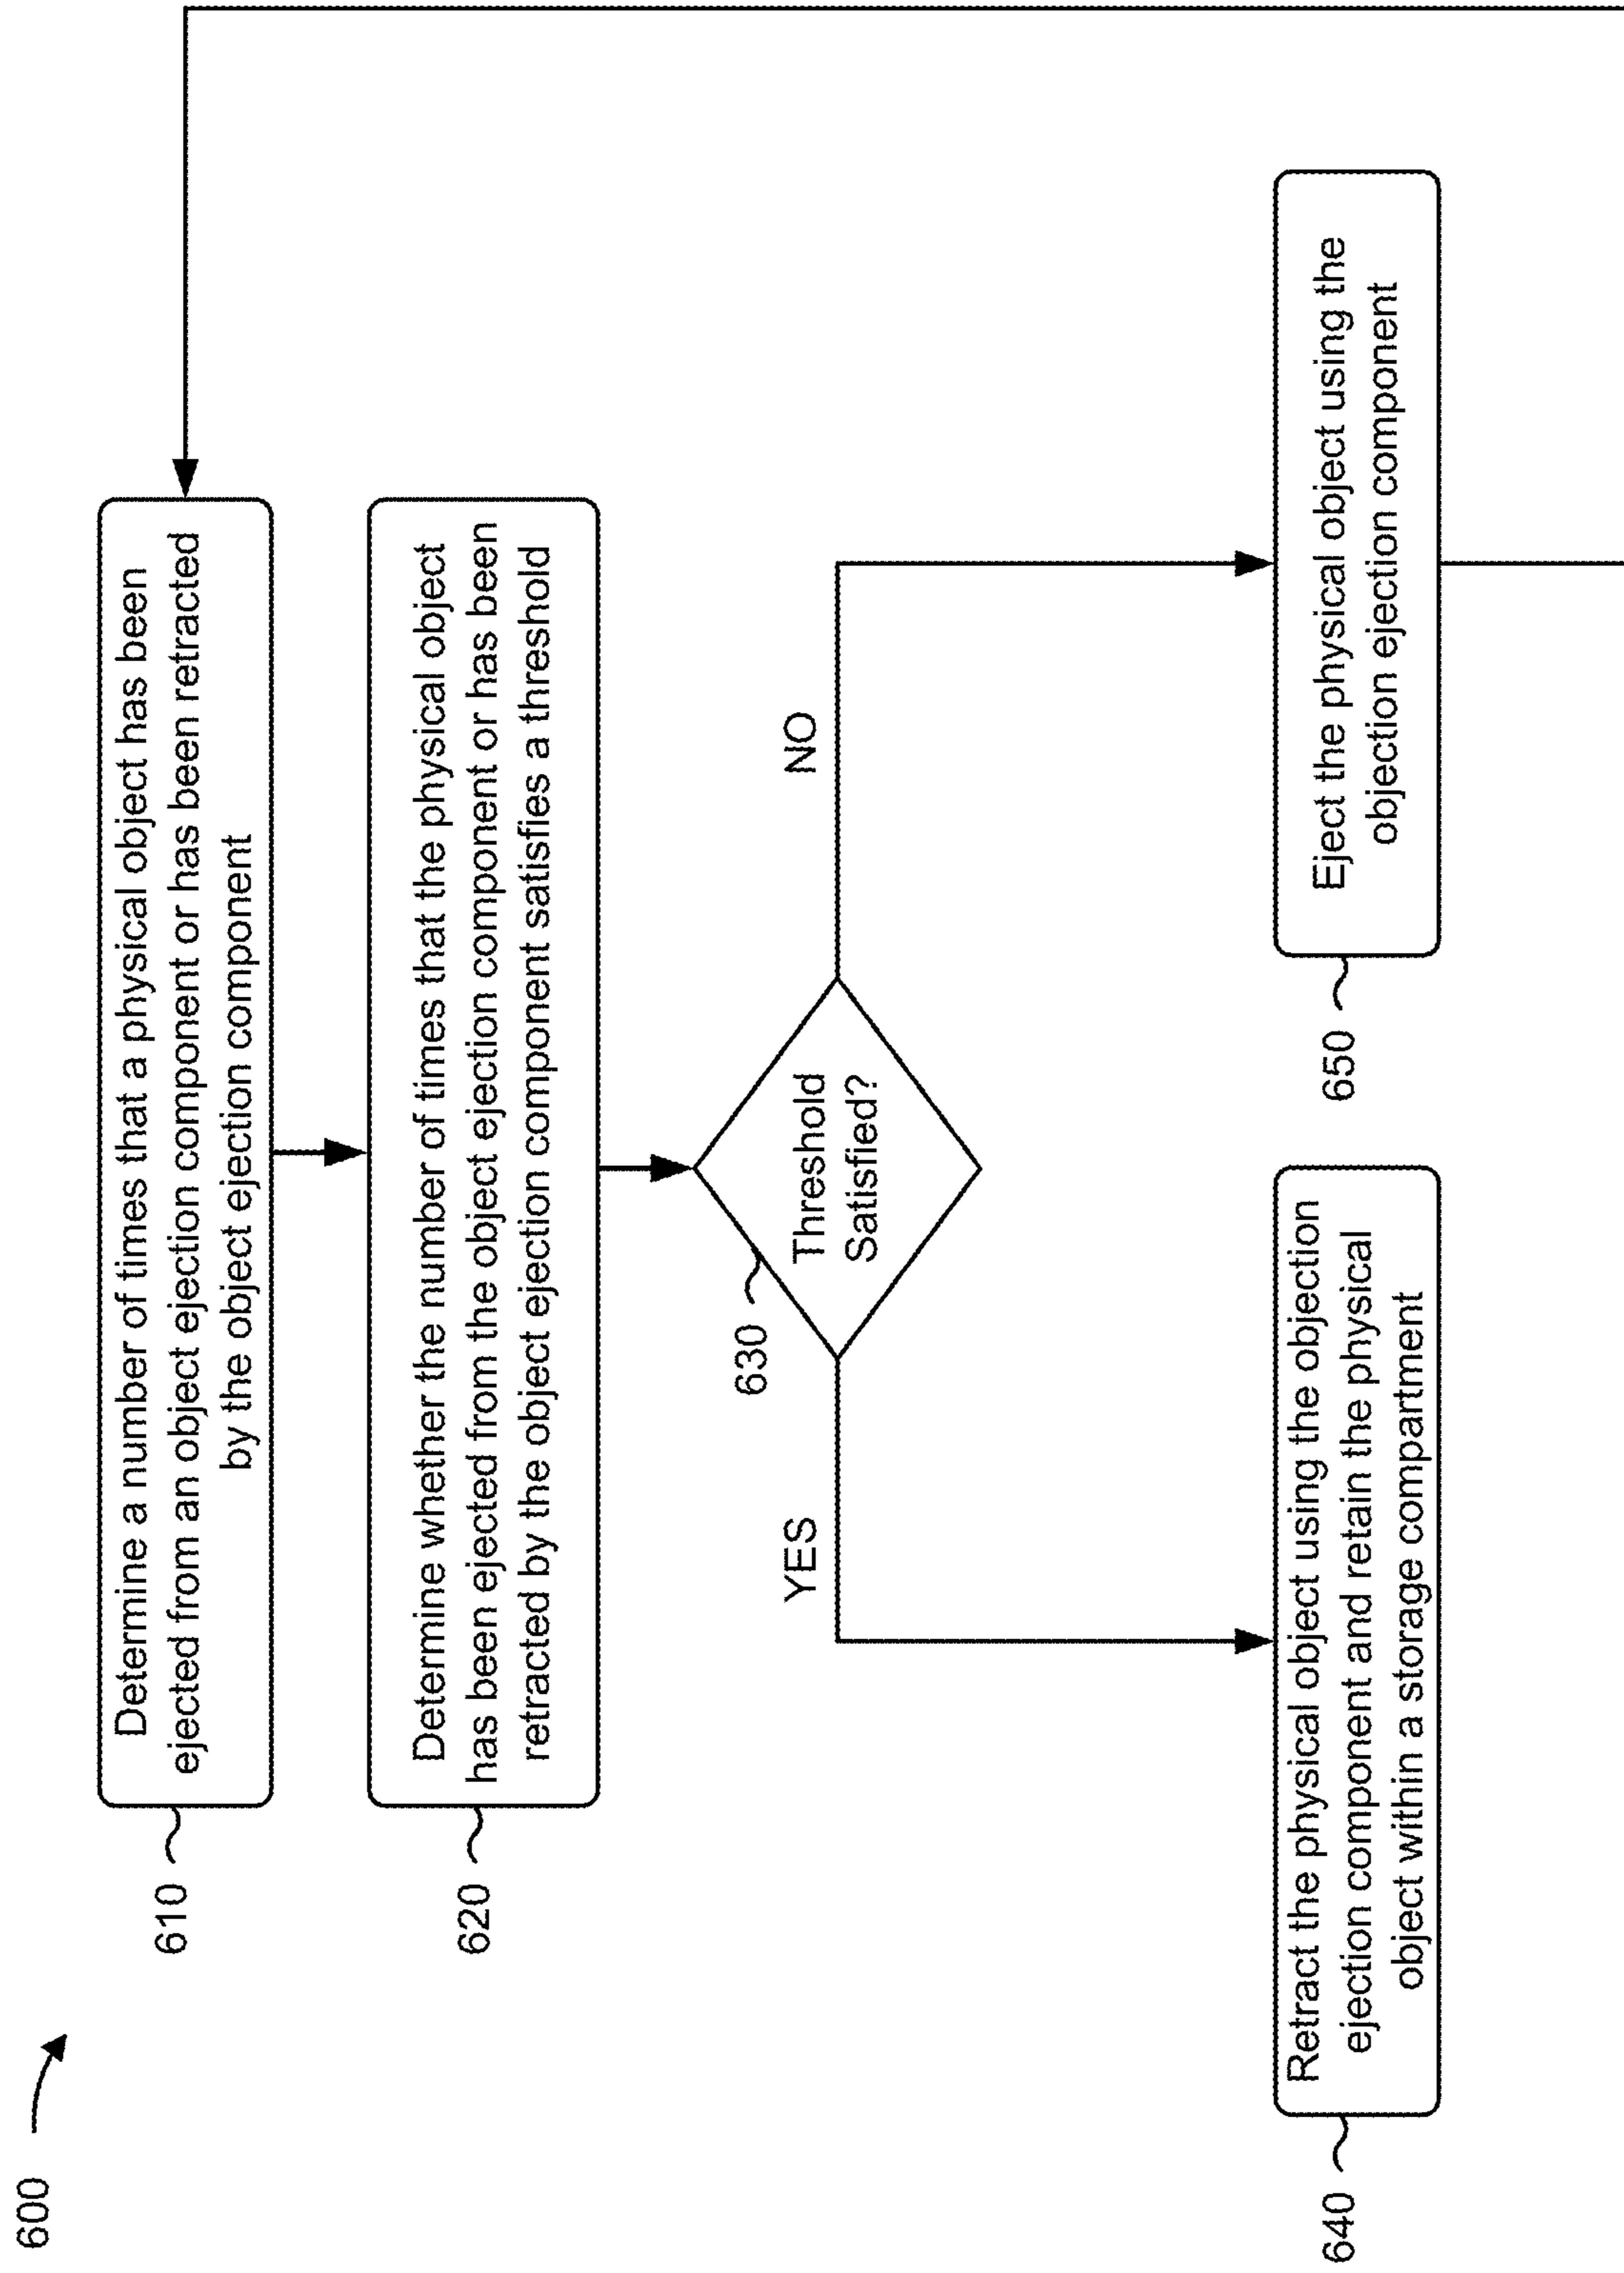 600
610
Determine a number of times that a physical object has been
ejected from an object ejection component or has been retracted
by the object ejection component
620
Determine whether the number of times that the physical object
has been ejected from the object ejection component or has been
retracted by the object ejection component satisfies a threshold
630
Threshold
Satisfied?
YES
NO
640
Retract the physical object using the objection
ejection component and retain the physical
object within a storage compartment
650
Eject the physical object using the
objection ejection component